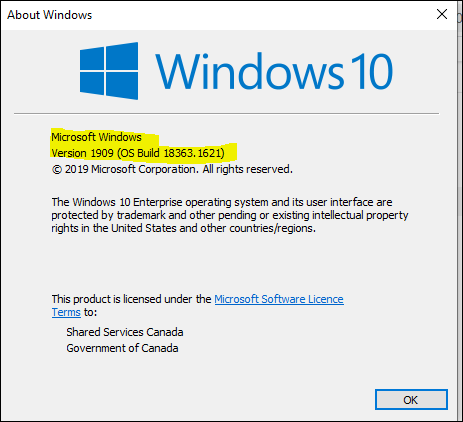 About Windows
Windows 10
Microsoft Windows
Version 1909 (OS Build 18363.1621)
© 2019 Microsoft Corporation. All rights reserved.
The Windows 10 Enterprise operating system and its user interface are
protected by trademark and other pending or existing intellectual property
rights in the United States and other countries/regions.
This product is licensed under the Microsoft Software Licence
Terms to:
Shared Services Canada
Government of Canada
OK